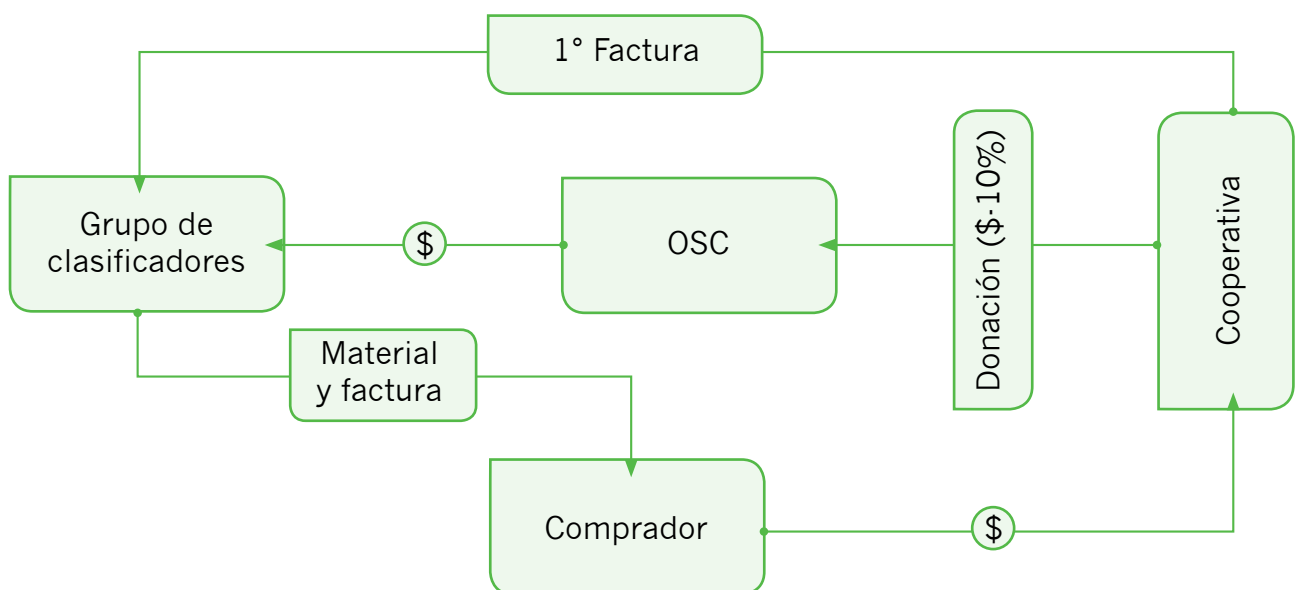 1° Factura
Grupo de
clasificadores
$
OSC
Donación ($-10%)
Cooperativa
Material
y factura
Comprador
$